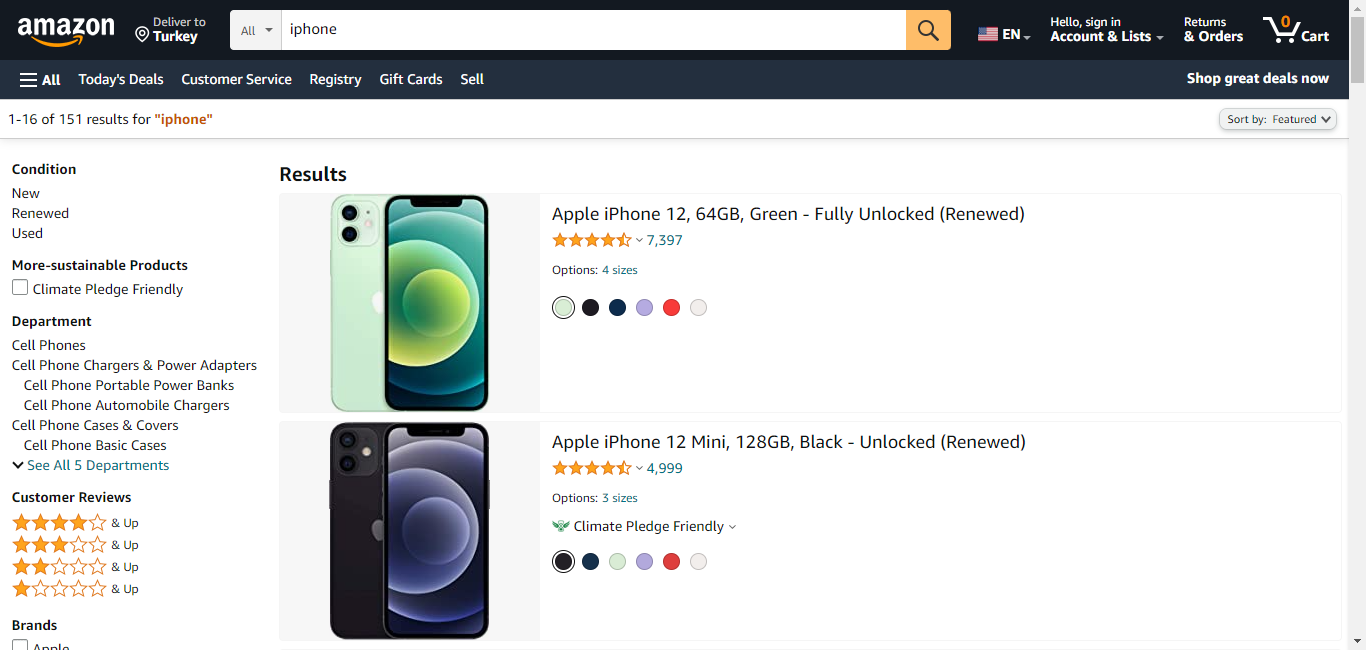 amazon
Deliver to
Turkey
All
iphone
EN
Hello, sign in
Account & Lists
Returns
& Orders
0
Cart
All
Today's Deals
Customer Service
Registry
Gift Cards
Sell
Shop great deals now
1-16 of 151 results for "iphone"
Sort by: Featured
Condition
New
Renewed
Used
More-sustainable Products
Climate Pledge Friendly
Department
Cell Phones
Cell Phone Chargers & Power Adapters
Cell Phone Portable Power Banks
Cell Phone Automobile Chargers
Cell Phone Cases & Covers
Cell Phone Basic Cases
See All 5 Departments
Customer Reviews
& Up
& Up
& Up
& Up
Brands
Apple
Results
Apple iPhone 12, 64GB, Green - Fully Unlocked (Renewed)
7,397
Options: 4 sizes
Apple iPhone 12 Mini, 128GB, Black - Unlocked (Renewed)
4,999
Options: 3 sizes
Climate Pledge Friendly